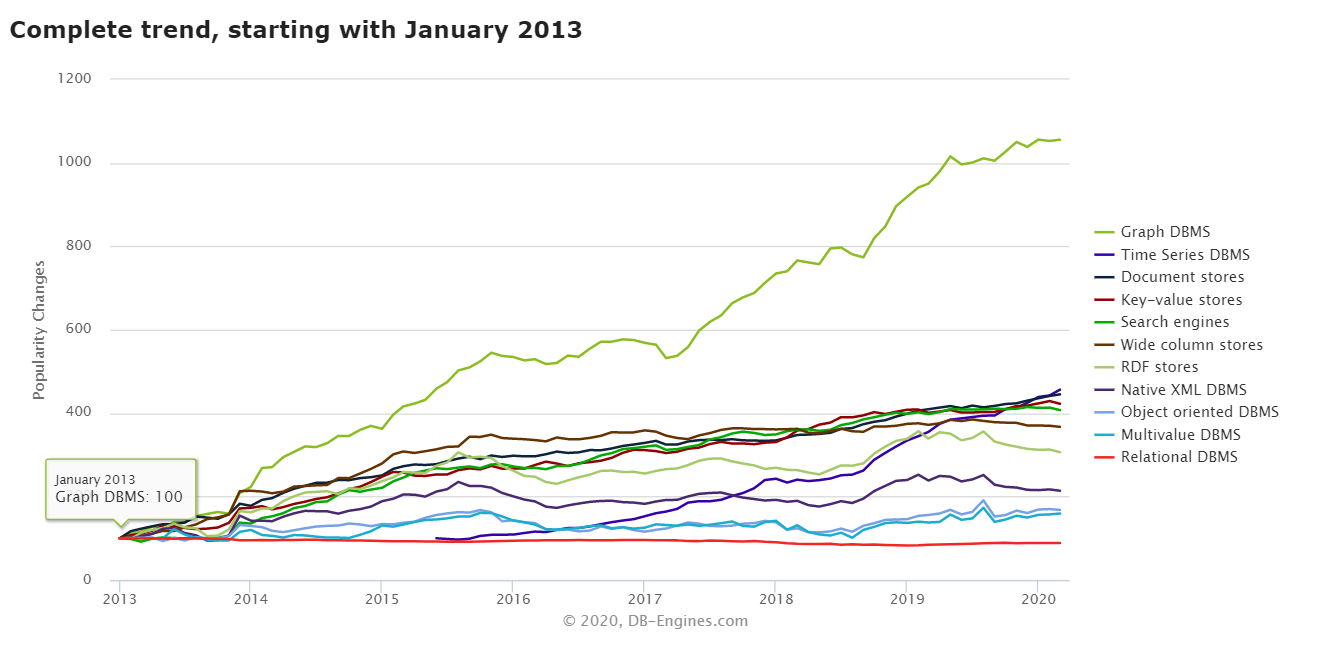 Complete trend, starting with January 2013
1200
1000
800
600
400
0
Popularity Changes
January 2013
Graph DBMS: 100
2013
2014
2015
2016
2017
2018
2019
2020
© 2020, DB-Engines.com
Graph DBMS
Time Series DBMS
Document stores
Key-value stores
Search engines
Wide column stores
RDF stores
Native XML DBMS
Object oriented DBMS
Multivalue DBMS
Relational DBMS